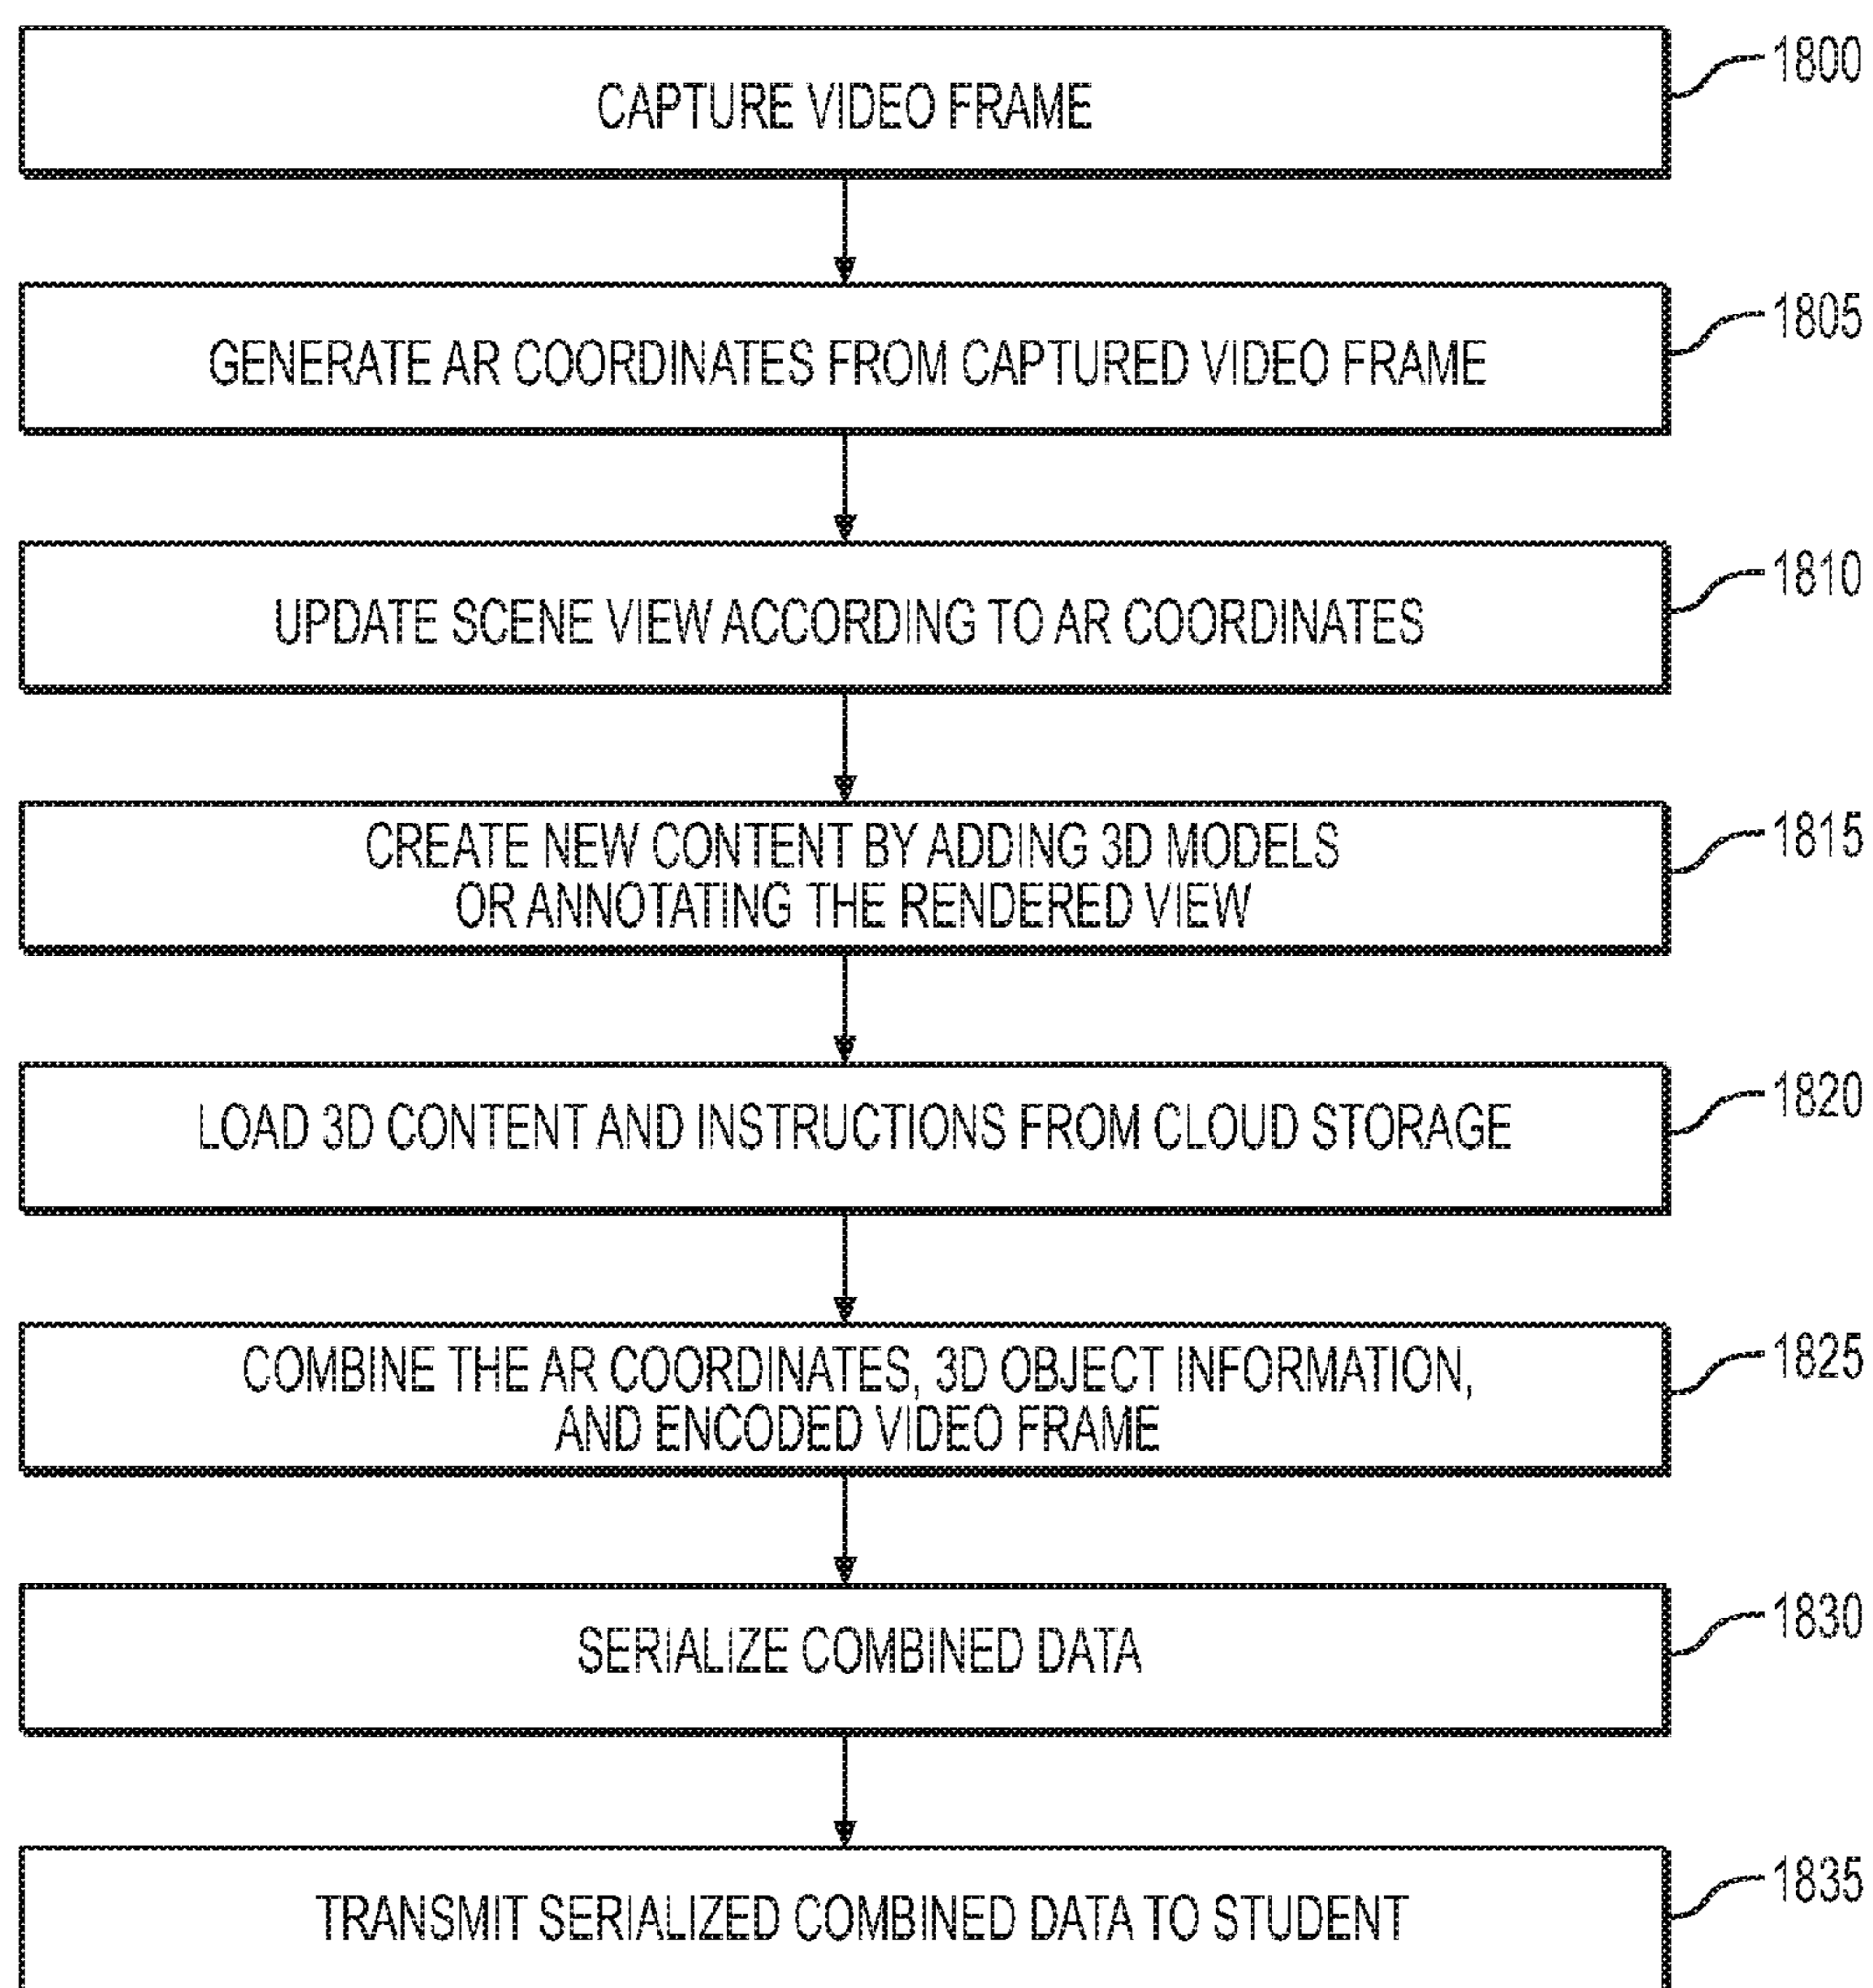 CAPTURE VIDEO FRAME
1800
GENERATE AR COORDINATES FROM CAPTURED VIDEO FRAME
1805
UPDATE SCENE VIEW ACCORDING TO AR COORDINATES
1810
CREATE NEW CONTENT BY ADDING 3D MODELS
OR ANNOTATING THE RENDERED VIEW
1815
LOAD 3D CONTENT AND INSTRUCTIONS FROM CLOUD STORAGE
1820
COMBINE THE AR COORDINATES, 3D OBJECT INFORMATION,
AND ENCODED VIDEO FRAME
1825
SERIALIZE COMBINED DATA
1830
TRANSMIT SERIALIZED COMBINED DATA TO STUDENT
1835